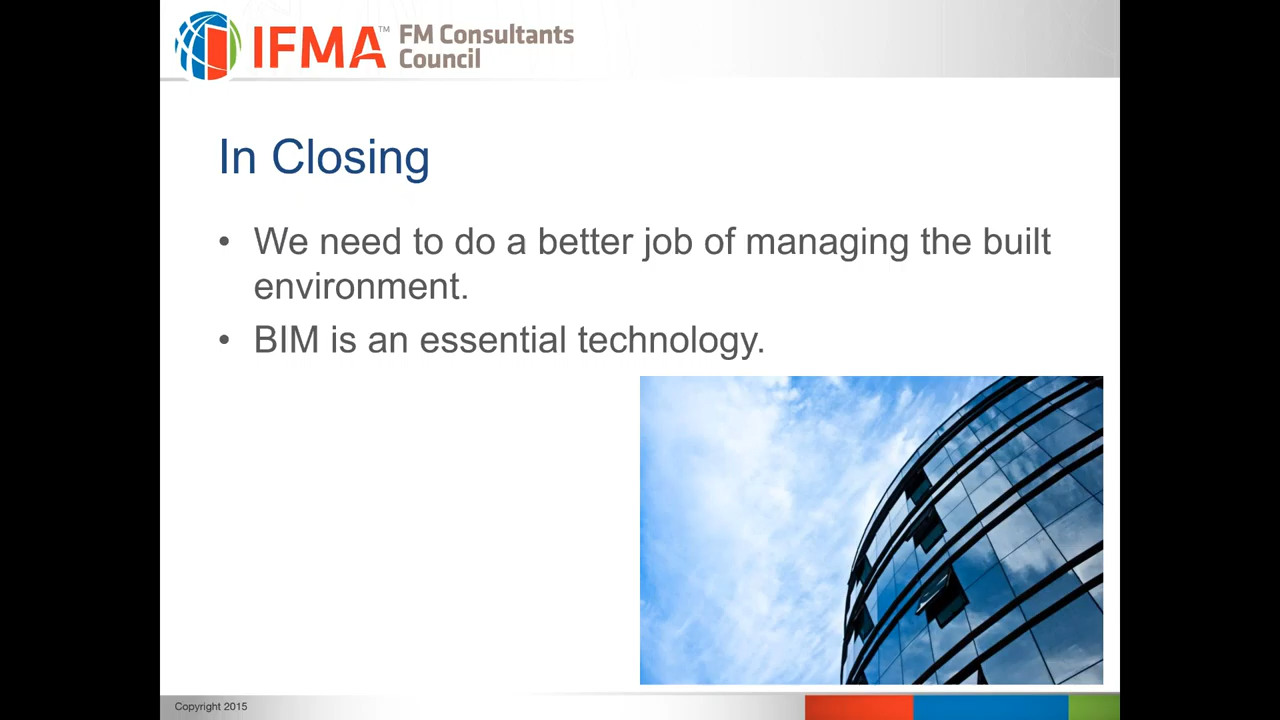 IFMA™ FM Consultants
Council
In Closing
• We need to do a better job of managing the built
environment.
• BIM is an essential technology.
Copyright 2015